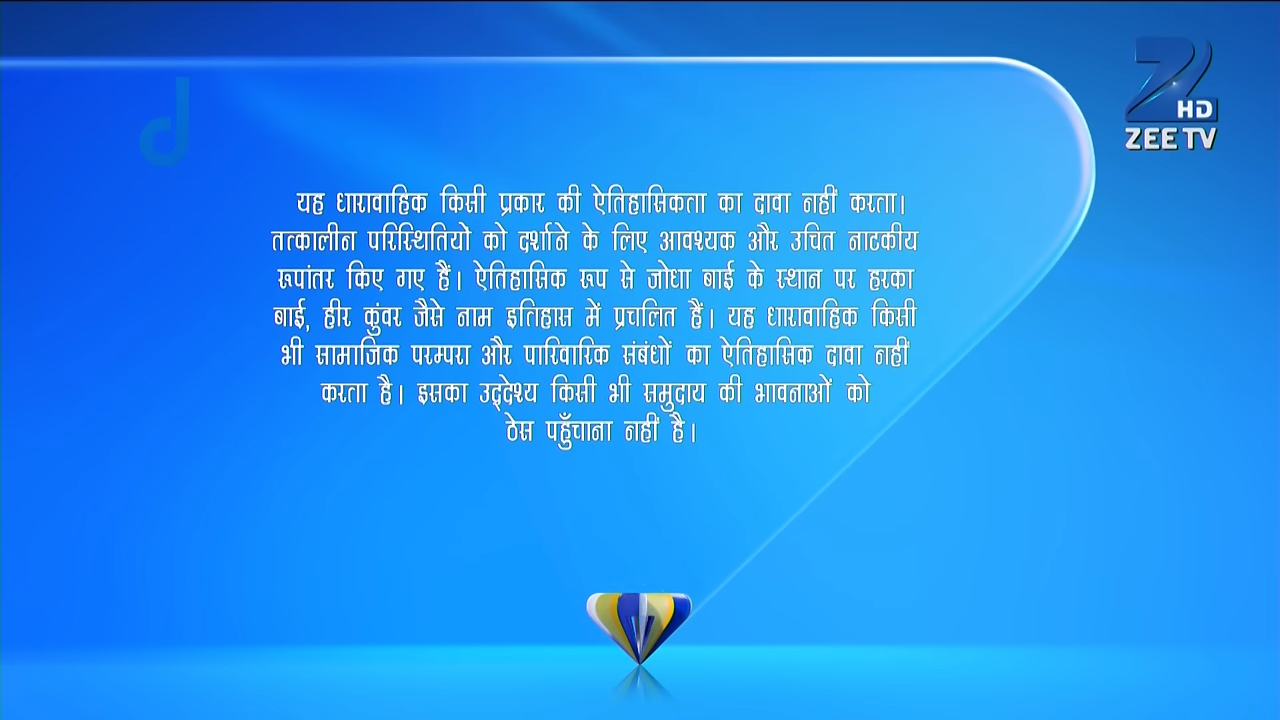 HD
ZEE TV
यह धारावाहिक किसी प्रकार की ऐतिहासिकता का दावा नहीं करता।
तत्कालीन परिस्थितियों को दर्शाने के लिए आवश्यक और उचित नाटकीय
रूपांतर किए गए हैं। ऐतिहासिक रूप से जोधा बाई के स्थान पर हरका
बाई, हीर कुंवर जैसे नाम इतिहास में प्रचलित हैं। यह धारावाहिक किसी
भी सामाजिक परम्परा और पारिवारिक संबंधों का ऐतिहासिक दावा नहीं
करता है। इसका उद्देश्य किसी भी समुदाय की भावनाओं को
ठेस पहुँचाना नहीं है।